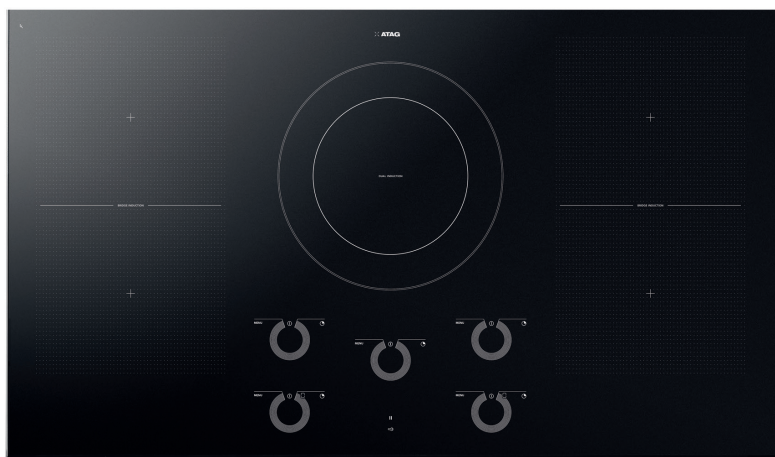 ATAG
DUAL INDUCTION
BRIDGE INDUCTION
BRIDGE INDUCTION
MENU
MENU
MENU
MENU
MENU